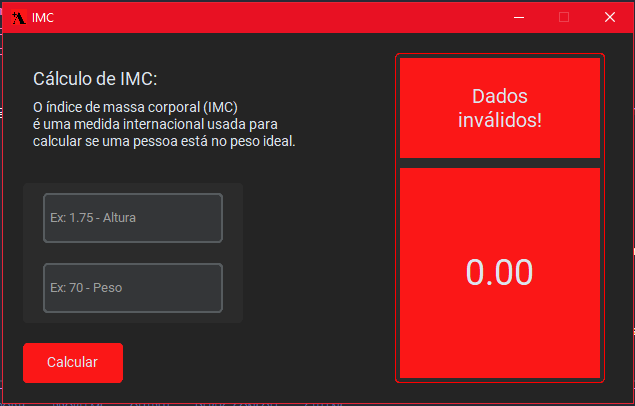 IMC
Cálculo de IMC:
O índice de massa corporal (IMC)
é uma medida internacional usada para
calcular se uma pessoa está no peso ideal.
Ex: 1.75 - Altura
Ex: 70 - Peso
Calcular
Dados
inválidos!
0.00